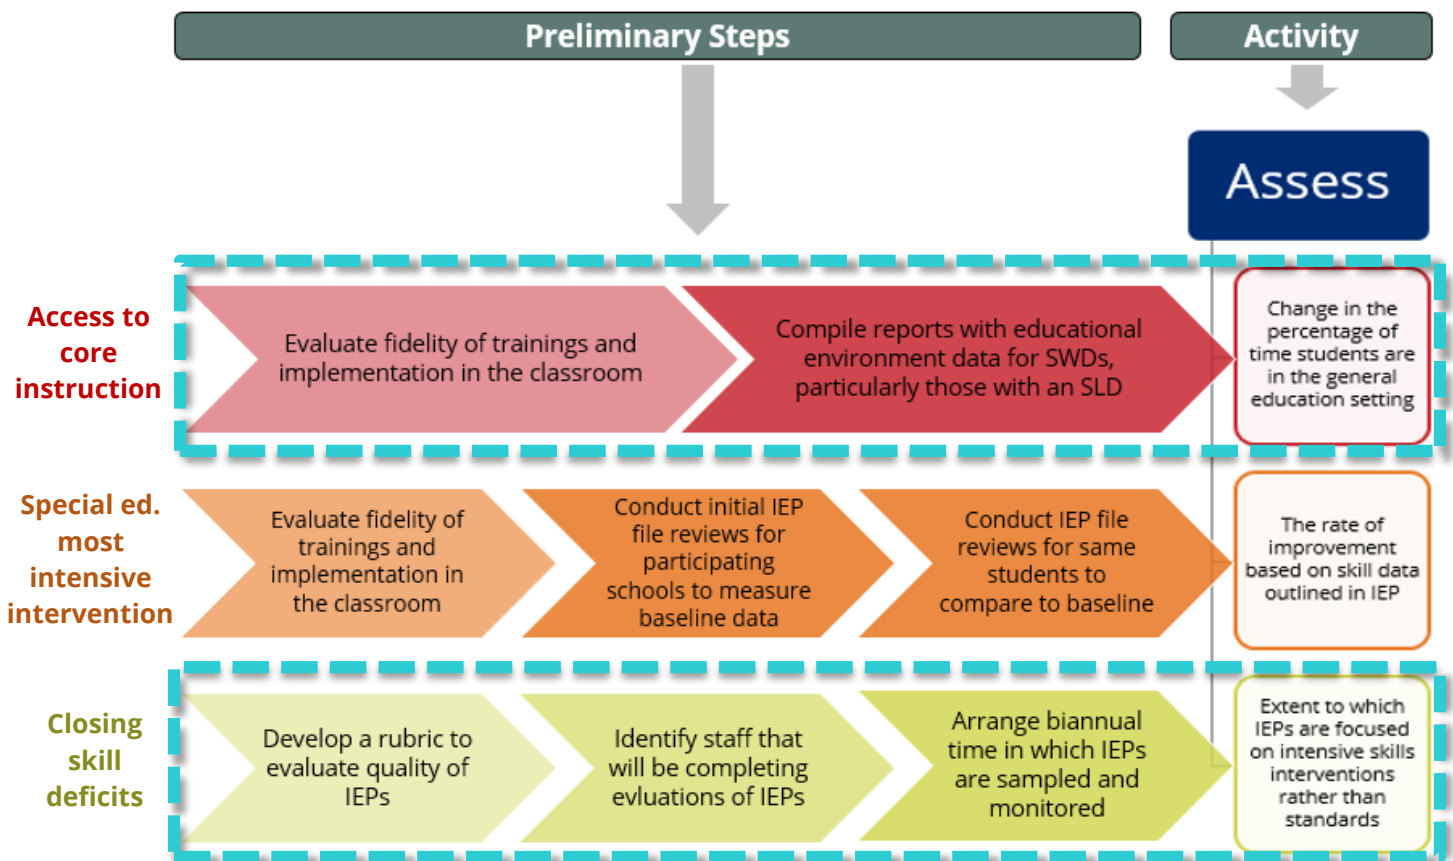 Preliminary Steps
Activity
Assess
Access to
core
instruction
Evaluate fidelity of trainings and
implementation in the classroom
Compile reports with educational
environment data for SWDs,
particularly those with an SLD
Change in the
percentage of
time students are
in the general
education setting
Special ed.
most
intensive
intervention
Evaluate fidelity of
trainings and
implementation in
the classroom
Conduct initial IEP
file reviews for
participating
schools to measure
baseline data
Conduct IEP file
reviews for same
students to
compare to baseline
The rate of
improvement
based on skill data
outlined in IEP
Closing
skill
deficits
Develop a rubric to
evaluate quality of
IEPs
Identify staff that
will be completing
evluations of IEPs
Arrange biannual
time in which IEPs
are sampled and
monitored
Extent to which
IEPs are focused
on intensive skills
interventions
rather than
standards